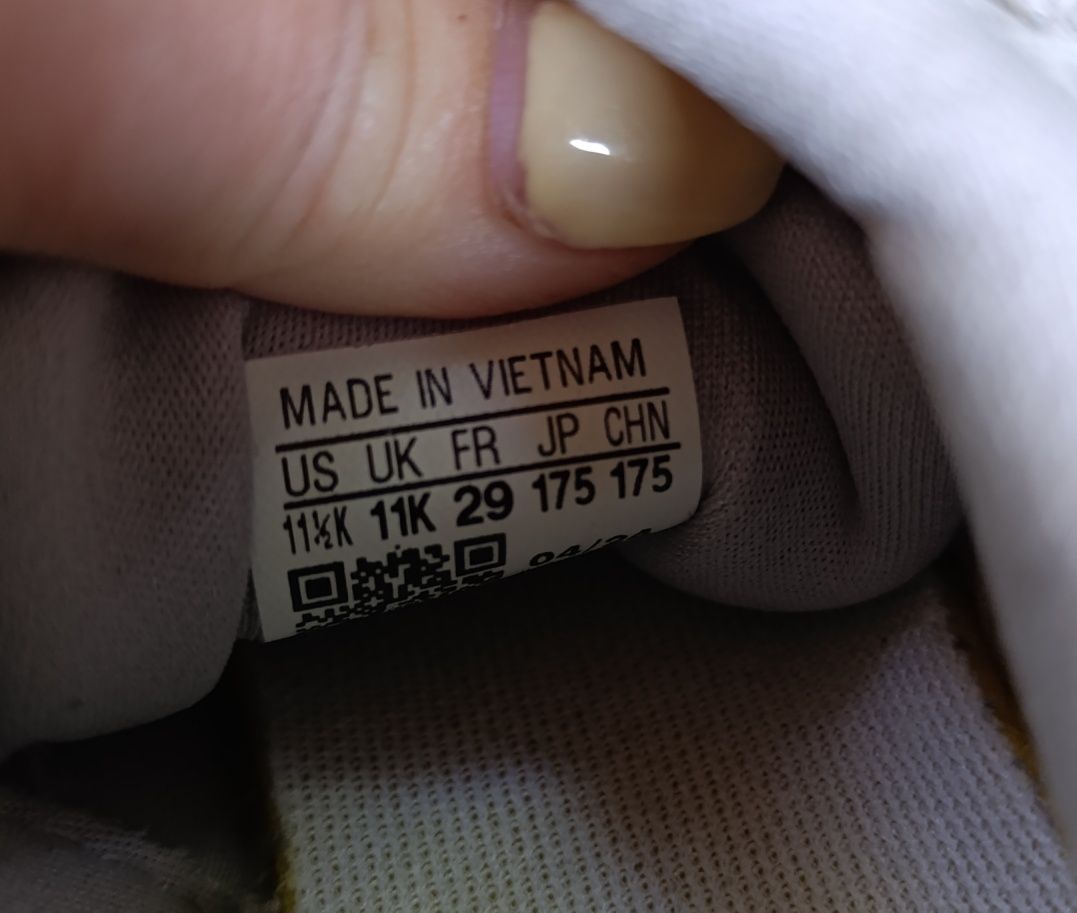 MADE IN VIETNAM
US UK FR JP CHN
11½K 11K 29 175 175